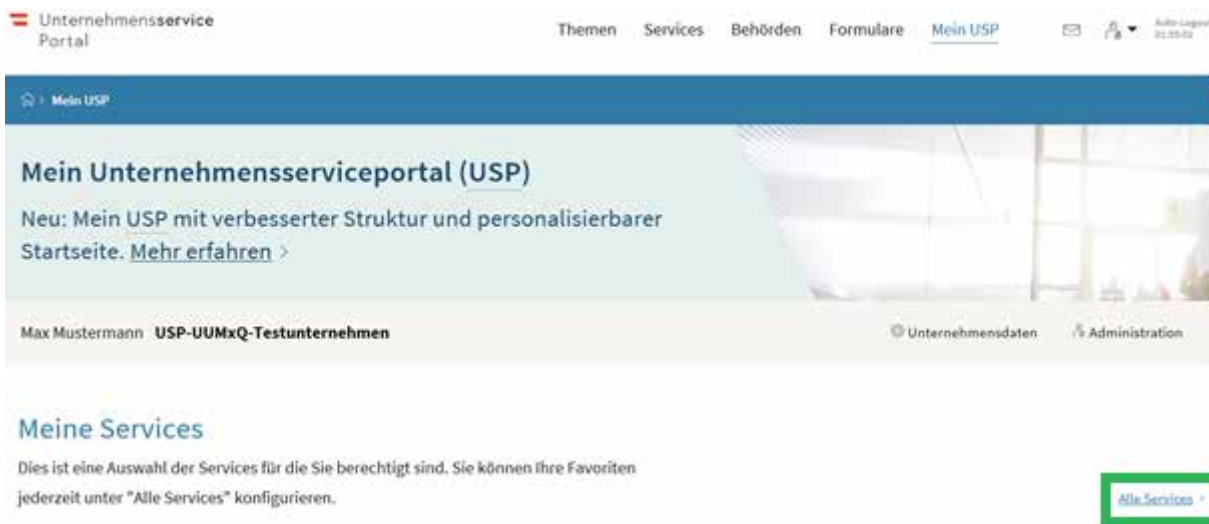 Unternehmensservice
Portal
Themen Services Behörden Formulare Mein USP
Auto-Logout
Mein USP
Mein Unternehmensserviceportal (USP)
Neu: Mein USP mit verbesserter Struktur und personalisierbarer
Startseite. Mehr erfahren >
Max Mustermann USP-UUMxQ-Testunternehmen Unternehmensdaten Administration
Meine Services
Dies ist eine Auswahl der Services für die Sie berechtigt sind. Sie können Ihre Favoriten
jederzeit unter "Alle Services" konfigurieren.
Alle Services